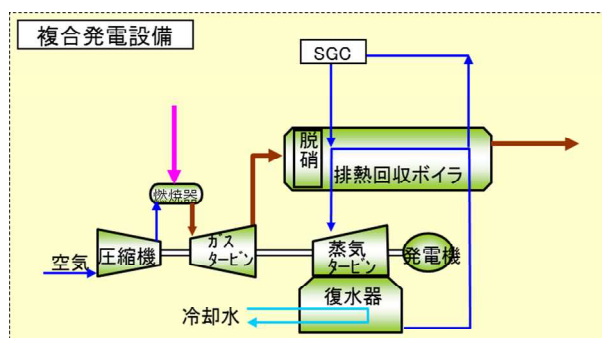 複合発電設備
SGC
脱
硝
排熱回収ボイラ
燃焼器
空気
圧縮機
ガス
タービン
蒸気
タービン
発電機
復水器
冷却水